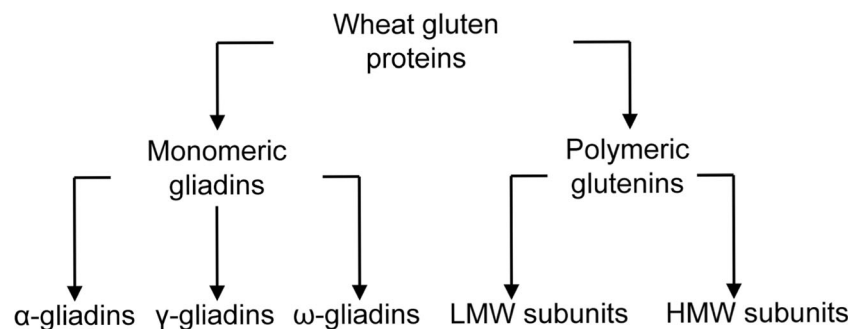 Wheat gluten
proteins
Monomeric
gliadins
Polymeric
glutenins
α-gliadins γ-gliadins ω-gliadins LMW subunits HMW subunits